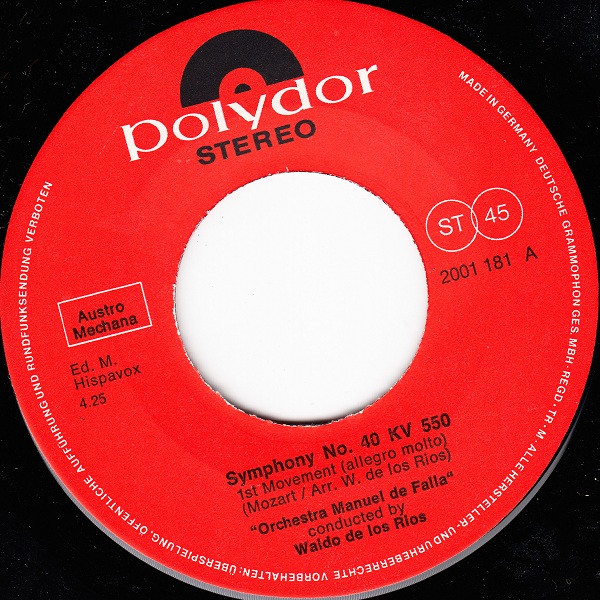 polydor
STEREO
ST 45
2001 181 A
Austro
Mechana
Ed. M.
Hispavox
4.25
Symphony No. 40 KV 550
1st Movement (allegro molto)
(Mozart / Arr. W. de los Rios)
"Orchestra Manuel de Falla"
conducted by
Waldo de los Rios
MADE IN GERMANY DEUTSCHE GRAMMOPHON GES. MBH · REGD · TR · M · ALLE HERSTELLER- UND URHEBERRECHTE VORBEHALTEN: ÜBERSPIELUNG, ÖFFENTLICHE AUFFÜHRUNG UND RUNDFUNKSENDUNG VERBOTEN